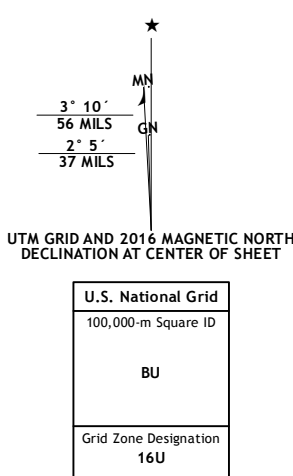 ★
MN
3° 10´
56 MILS
GN
2° 5´
37 MILS
UTM GRID AND 2016 MAGNETIC NORTH
DECLINATION AT CENTER OF SHEET
U.S. National Grid
100,000-m Square ID
BU
Grid Zone Designation
16U